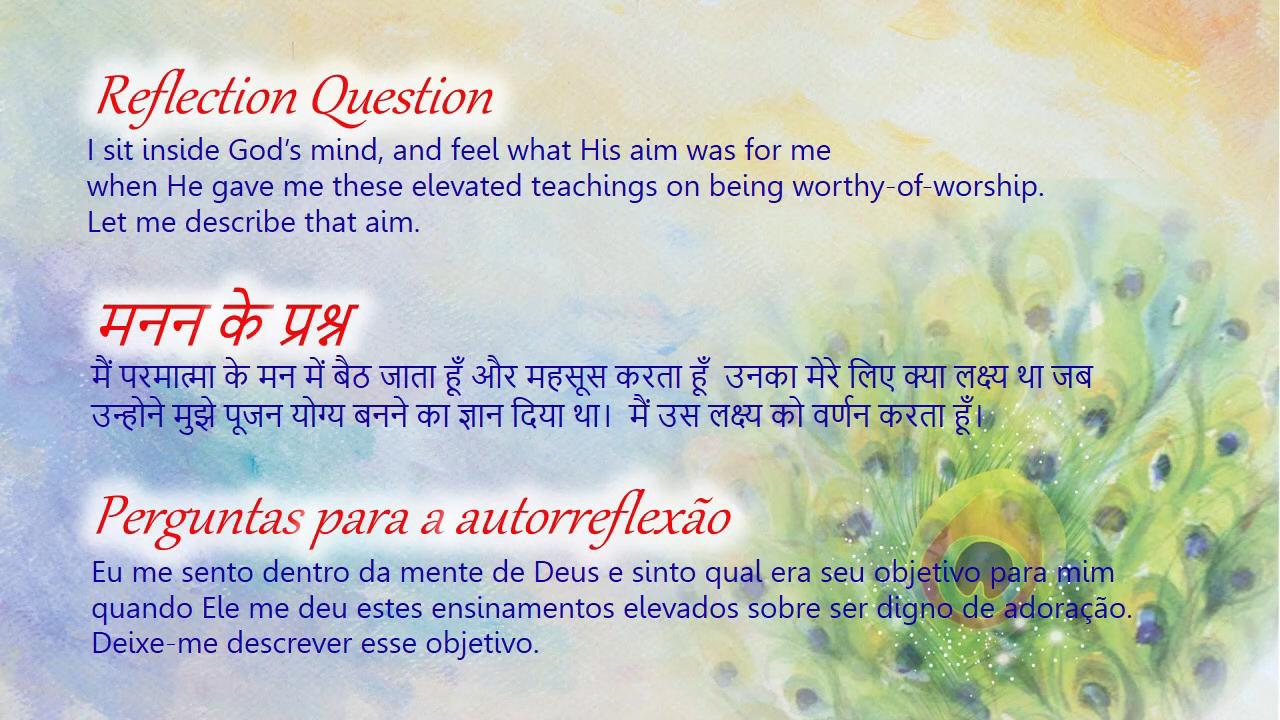 Reflection Question
I sit inside God's mind, and feel what His aim was for me
when He gave me these elevated teachings on being worthy-of-worship.
Let me describe that aim.
मनन के प्रश्न
मैं परमात्मा के मन में बैठ जाता हूँ और महसूस करता हूँ  उनका मेरे लिए क्या लक्ष्य था जब
उन्होने मुझे पूजन योग्य बनने का ज्ञान दिया था।  मैं उस लक्ष्य को वर्णन करता हूँ।
Perguntas para a autorreflexão
Eu me sento dentro da mente de Deus e sinto qual era seu objetivo para mim
quando Ele me deu estes ensinamentos elevados sobre ser digno de adoração.
Deixe-me descrever esse objetivo.